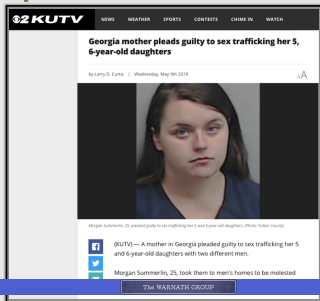 2 KUTV NEWS WEATHER SPORTS CONTESTS CHIME IN WATCH
Georgia mother pleads guilty to sex trafficking her 5,
6-year-old daughters
by Larry D. Curtis | Wednesday, May 9th 2018
AA
Morgan Summerlin, 25, pleaded guilty to sex trafficking her 5 and 6-year-old daughters. (Photo: Fulton County)
(KUTV) — A mother in Georgia pleaded guilty to sex trafficking her 5
and 6-year-old daughters with two different men.
Morgan Summerlin, 25, took them to men's homes to be molested
The WARNATH GROUP